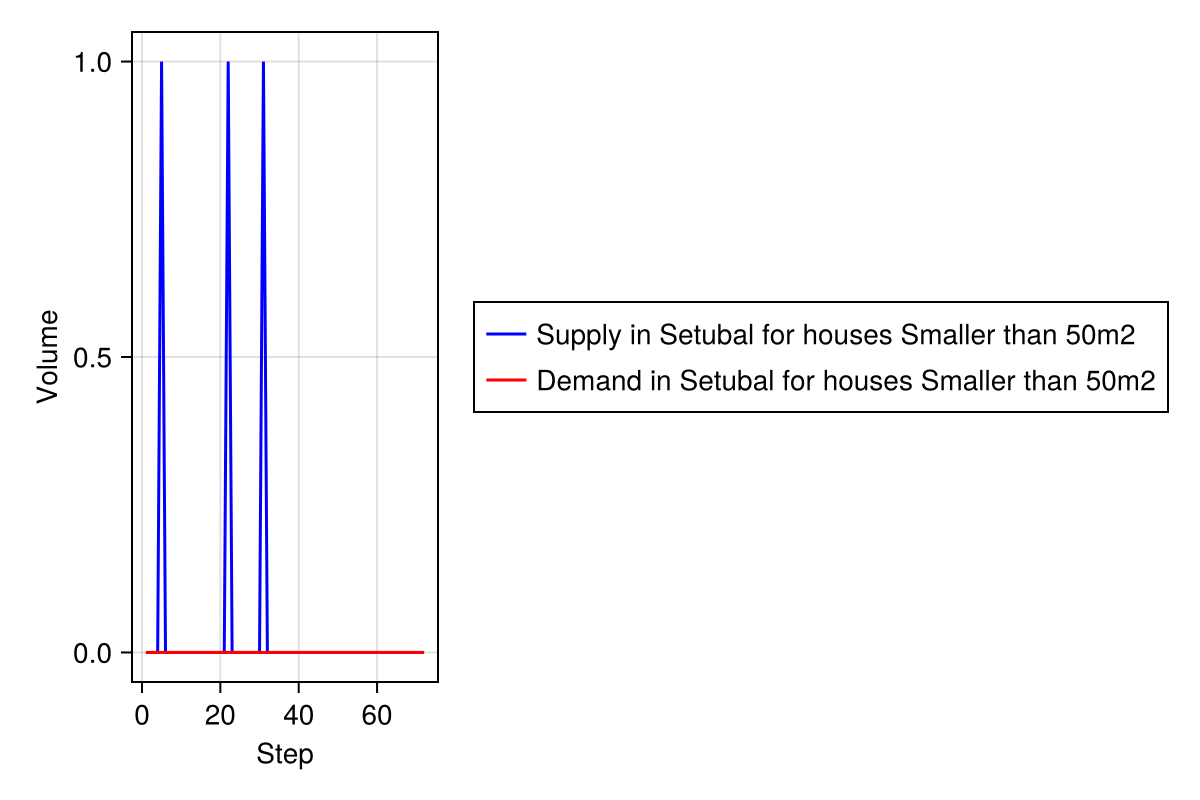 1.0
0.5
0.0
Volume
0 20 40 60
Step
Supply in Setubal for houses Smaller than 50m2
Demand in Setubal for houses Smaller than 50m2